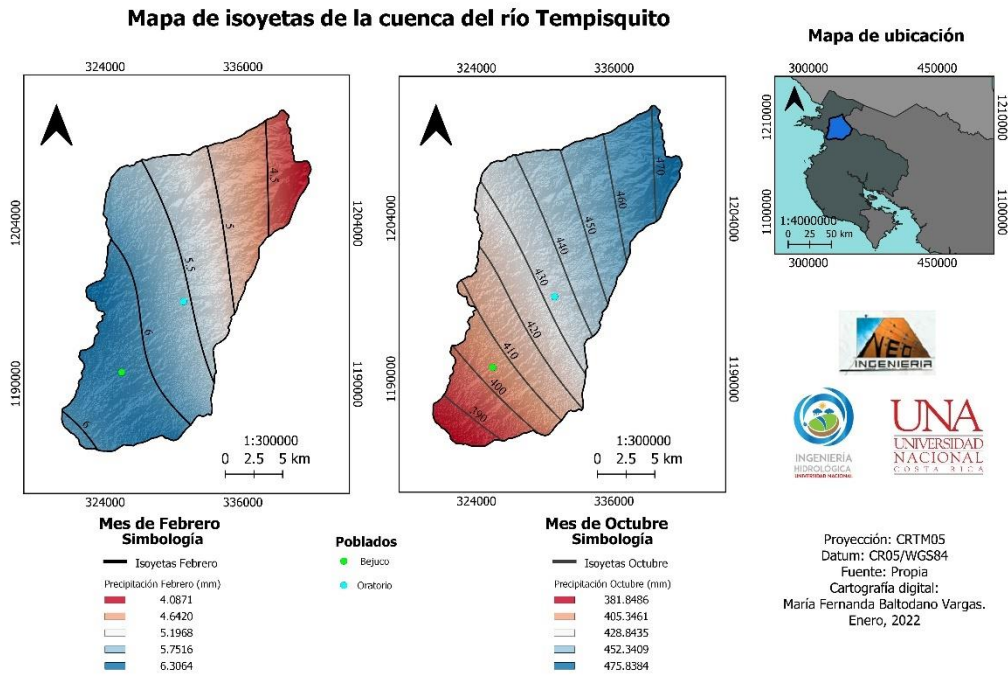 Mapa de isoyetas de la cuenca del río Tempisquito
324000 336000
1204000
1190000
4.5
5
5.5
6
6
1:300000
0 2.5 5 km
324000 336000
1204000
1190000
324000 336000
470
460
450
440
430
420
410
400
390
1:300000
0 2.5 5 km
324000 336000
1204000
1190000
Mapa de ubicación
300000 450000
1210000
1210000
1100000
1100000
1:4000000
0 25 50 km
300000 450000
NEO
INGENIERIA
INGENIERÍA
HIDROLÓGICA
UNIVERSIDAD NACIONAL
UNA
UNIVERSIDAD
NACIONAL
COSTA RICA
Mes de Febrero
Simbología
Isoyetas Febrero
Precipitación Febrero (mm)
4.0871
4.6420
5.1968
5.7516
6.3064
Poblados
Bejuco
Oratorio
Mes de Octubre
Simbología
Isoyetas Octubre
Precipitación Octubre (mm)
381.8486
405.3461
428.8435
452.3409
475.8384
Proyección: CRTM05
Datum: CR05/WGS84
Fuente: Propia
Cartografía digital:
María Fernanda Baltodano Vargas.
Enero, 2022